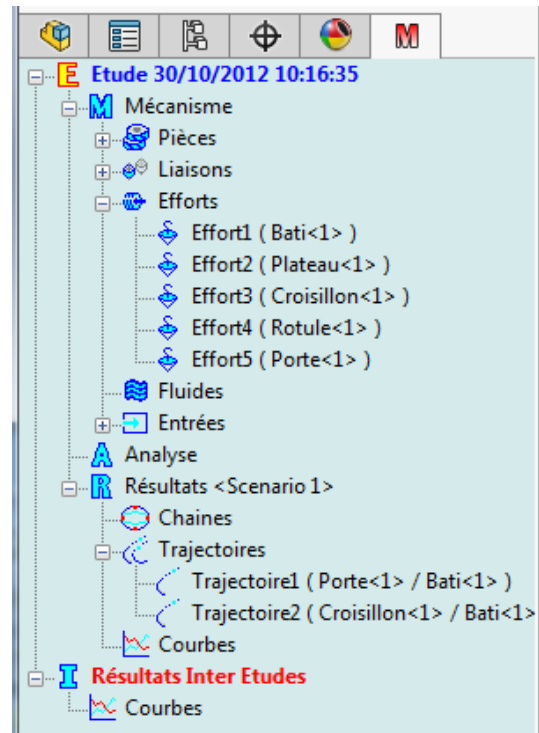 M
E Etude 30/10/2012 10:16:35
M Mécanisme
Pièces
Liaisons
Efforts
Effort1 ( Bati<1> )
Effort2 ( Plateau<1> )
Effort3 ( Croisillon<1> )
Effort4 ( Rotule<1> )
Effort5 ( Porte<1> )
Fluides
Entrées
A Analyse
R Résultats <Scenario 1>
Chaines
Trajectoires
Trajectoire1 ( Porte<1> / Bati<1> )
Trajectoire2 ( Croisillon<1> / Bati<1>
Courbes
I Résultats Inter Etudes
Courbes